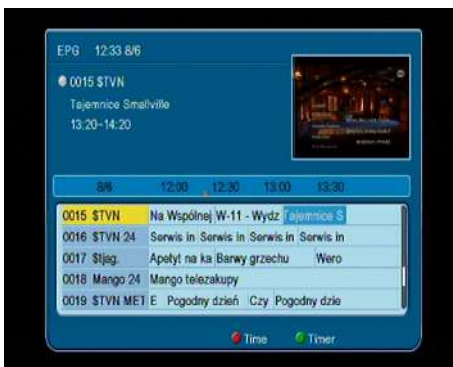 EPG 12:33 8/6
0015 $TVN
Tajemnice Smallville
13:20-14:20
8/6 12:00 12:30 13:00 13:30
0015 $TVN Na Wspólnej W-11 - Wydz Tajemnice S
0016 $TVN 24 Serwis in Serwis in Serwis in Serwis in
0017 $tjeg. Apetyt na ka Barwy grzechu Wero
0018 Mango 24 Mango telezakupy
0019 $TVN MET E Pogodny dzień Czy Pogodny dzie
Time Timer